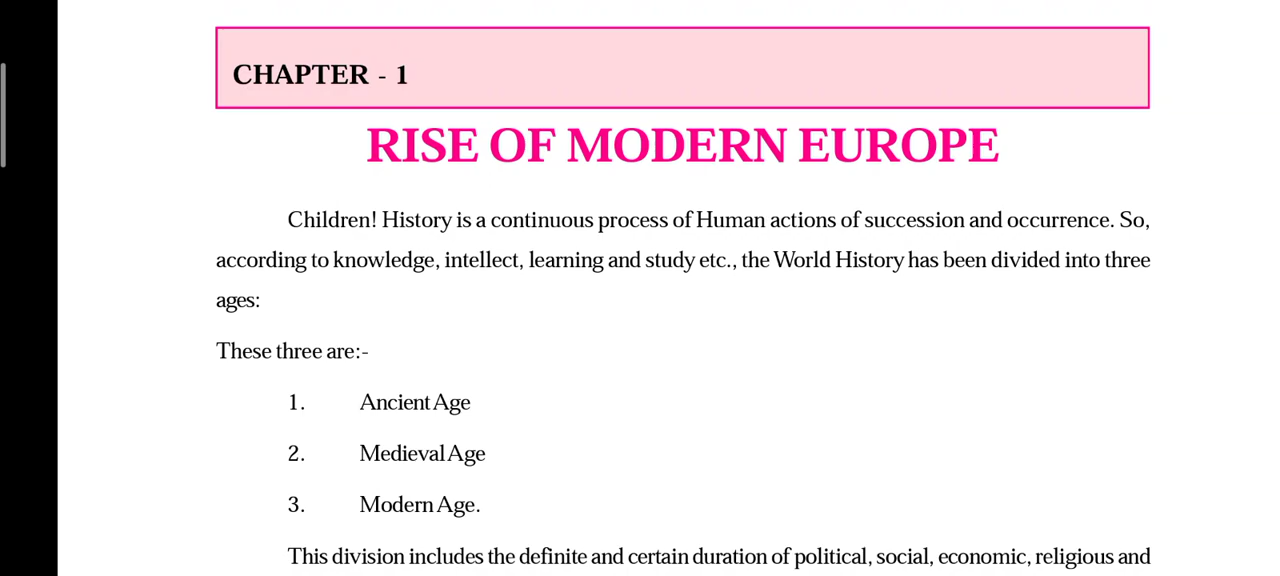 CHAPTER - 1
RISE OF MODERN EUROPE
Children! History is a continuous process of Human actions of succession and occurrence. So,
according to knowledge, intellect, learning and study etc., the World History has been divided into three
ages:
These three are:-
1. Ancient Age
2. Medieval Age
3. Modern Age.
This division includes the definite and certain duration of political, social, economic, religious and